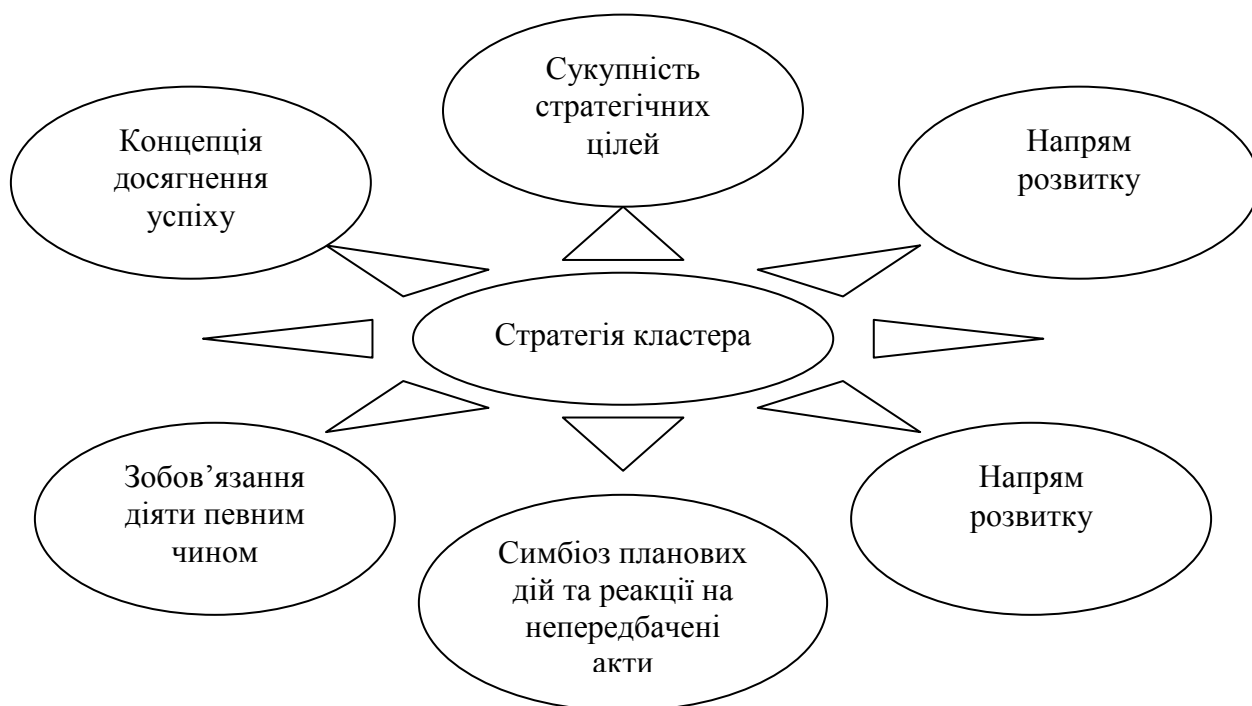 Сукупність
стратегічних
цілей
Концепція
досягнення
успіху
Напрям
розвитку
Стратегія кластера
Зобов’язання
діяти певним
чином
Напрям
розвитку
Симбіоз планових
дій та реакції на
непередбачені
акти